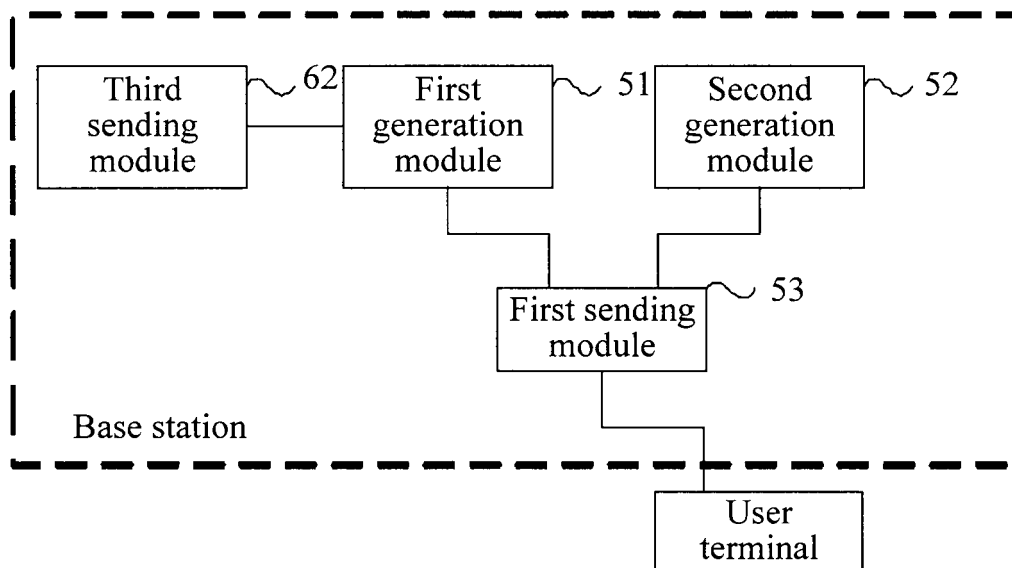 Third
sending
module
62
First
generation
module
51
Second
generation
module
52
First sending
module
53
Base station
User
terminal